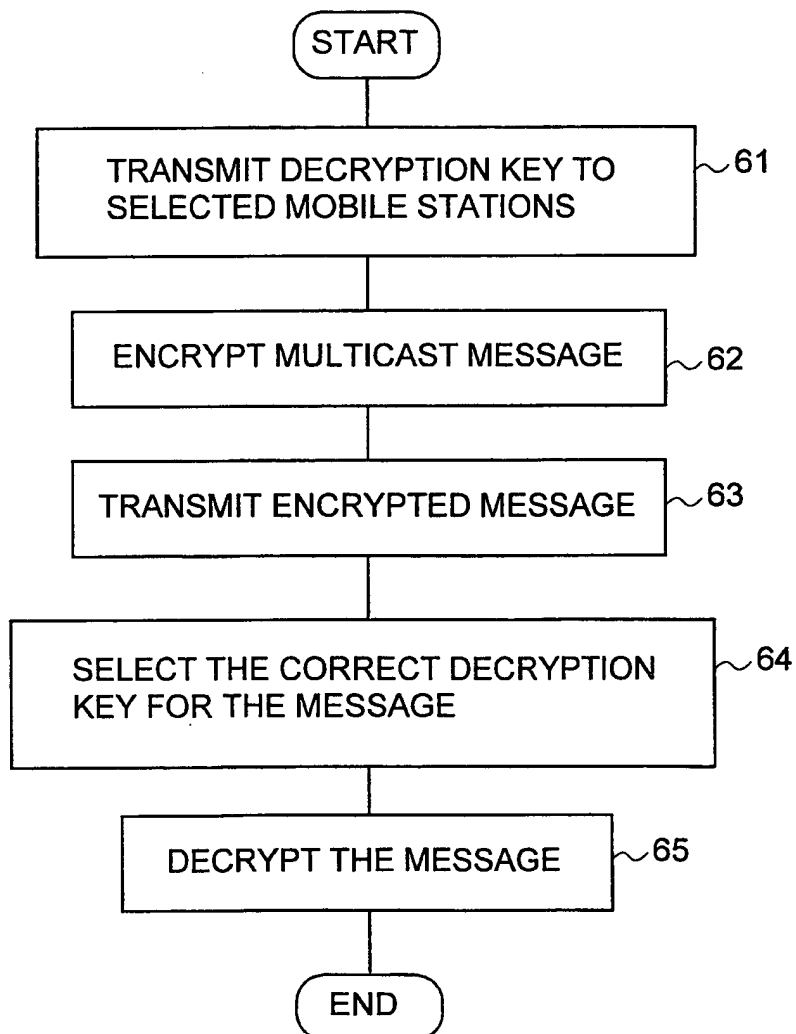 START
TRANSMIT DECRYPTION KEY TO
SELECTED MOBILE STATIONS
61
ENCRYPT MULTICAST MESSAGE
62
TRANSMIT ENCRYPTED MESSAGE
63
SELECT THE CORRECT DECRYPTION
KEY FOR THE MESSAGE
64
DECRYPT THE MESSAGE
65
END